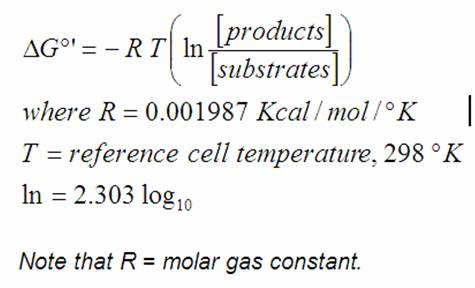 ΔG°' = − R T ( ln [products] / [substrates] )
where R = 0.001987 Kcal / mol / °K
T = reference cell temperature, 298 °K
ln = 2.303 log₁₀
Note that R = molar gas constant.